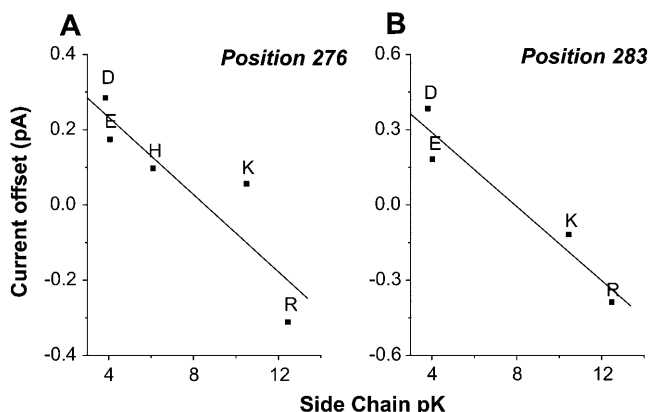 A
B
Position 276
Position 283
Current offset (pA)
0.4
0.2
0.0
-0.2
-0.4
D
E
H
K
R
4
8
12
0.6
0.3
0.0
-0.3
-0.6
D
E
K
R
4
8
12
Side Chain pK